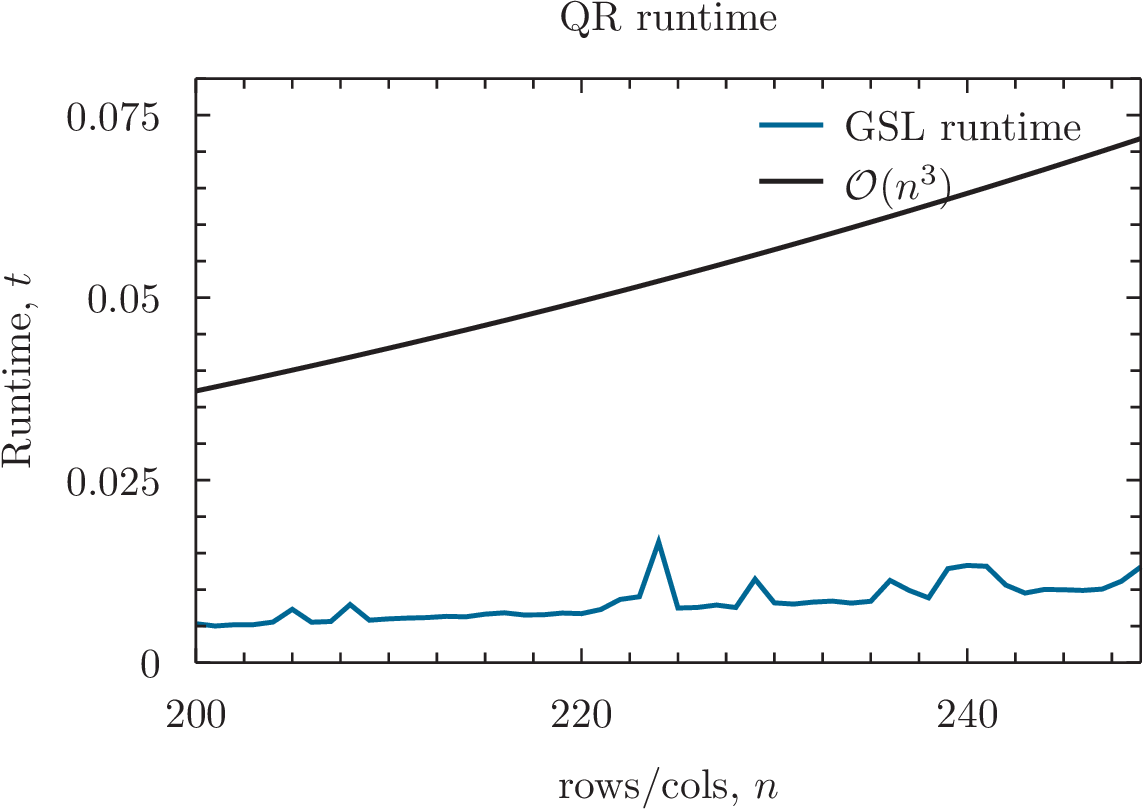 QR runtime
0.075
0.05
0.025
0
Runtime, t
GSL runtime
𝒪(n³)
200 220 240
rows/cols, n